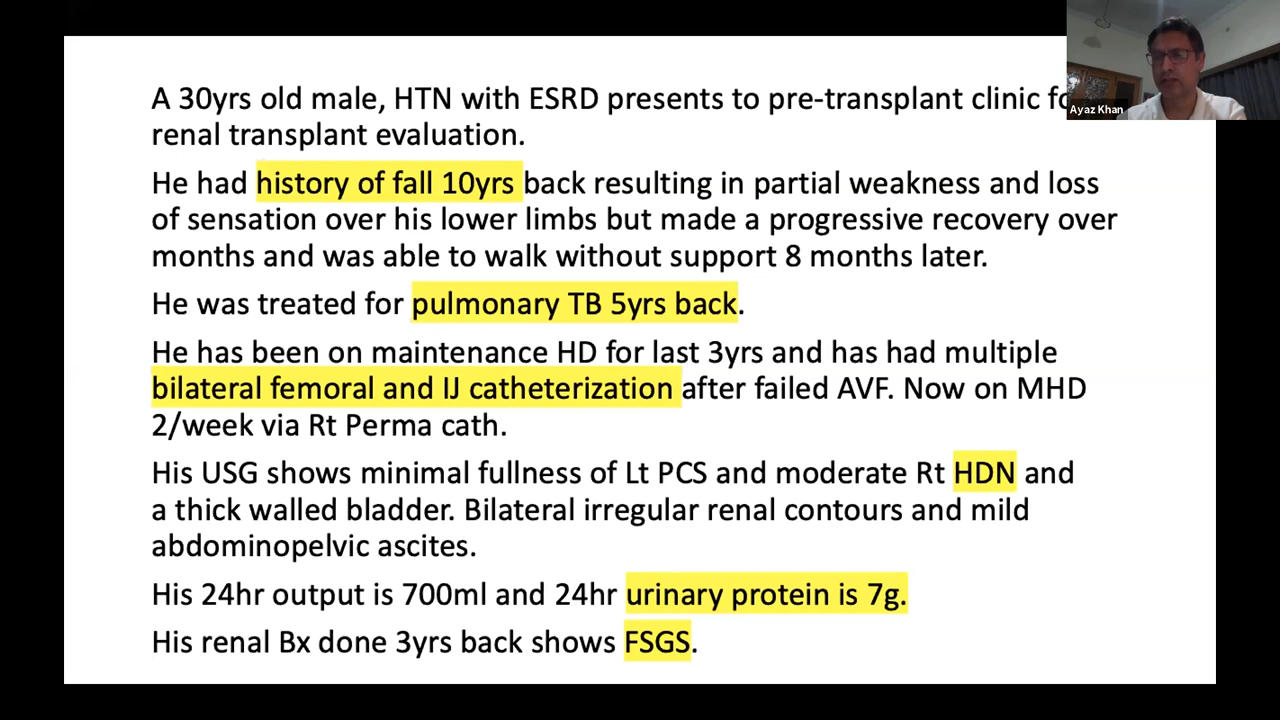 A 30yrs old male, HTN with ESRD presents to pre-transplant clinic
renal transplant evaluation.
Ayaz Khan
He had history of fall 10yrs back resulting in partial weakness and loss
of sensation over his lower limbs but made a progressive recovery over
months and was able to walk without support 8 months later.
He was treated for pulmonary TB 5yrs back.
He has been on maintenance HD for last 3yrs and has had multiple
bilateral femoral and IJ catheterization after failed AVF. Now on MHD
2/week via Rt Perma cath.
His USG shows minimal fullness of Lt PCS and moderate Rt HDN and
a thick walled bladder. Bilateral irregular renal contours and mild
abdominopelvic ascites.
His 24hr output is 700ml and 24hr urinary protein is 7g.
His renal Bx done 3yrs back shows FSGS.